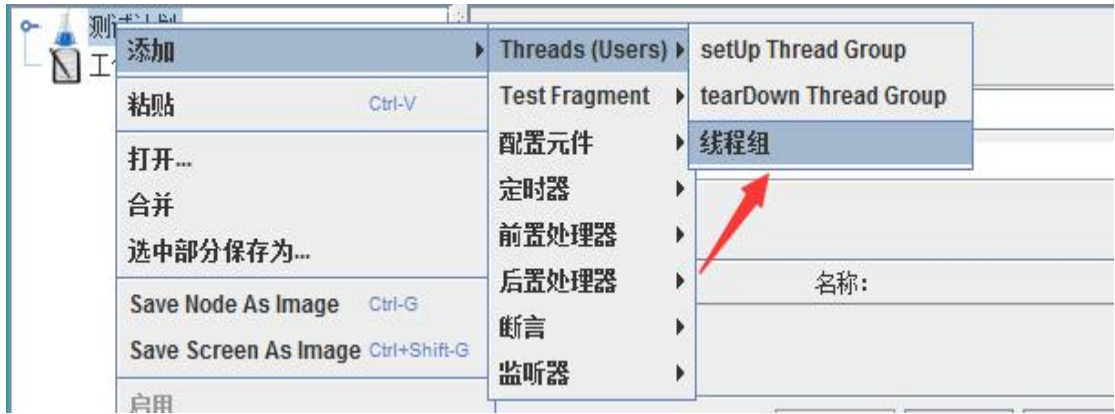 测
工
添加
粘贴 Ctrl-V
打开...
合并
选中部分保存为...
Save Node As Image Ctrl-G
Save Screen As Image Ctrl+Shift-G
启用
Threads (Users)
Test Fragment
配置元件
定时器
前置处理器
后置处理器
断言
监听器
setUp Thread Group
tearDown Thread Group
线程组
名称: